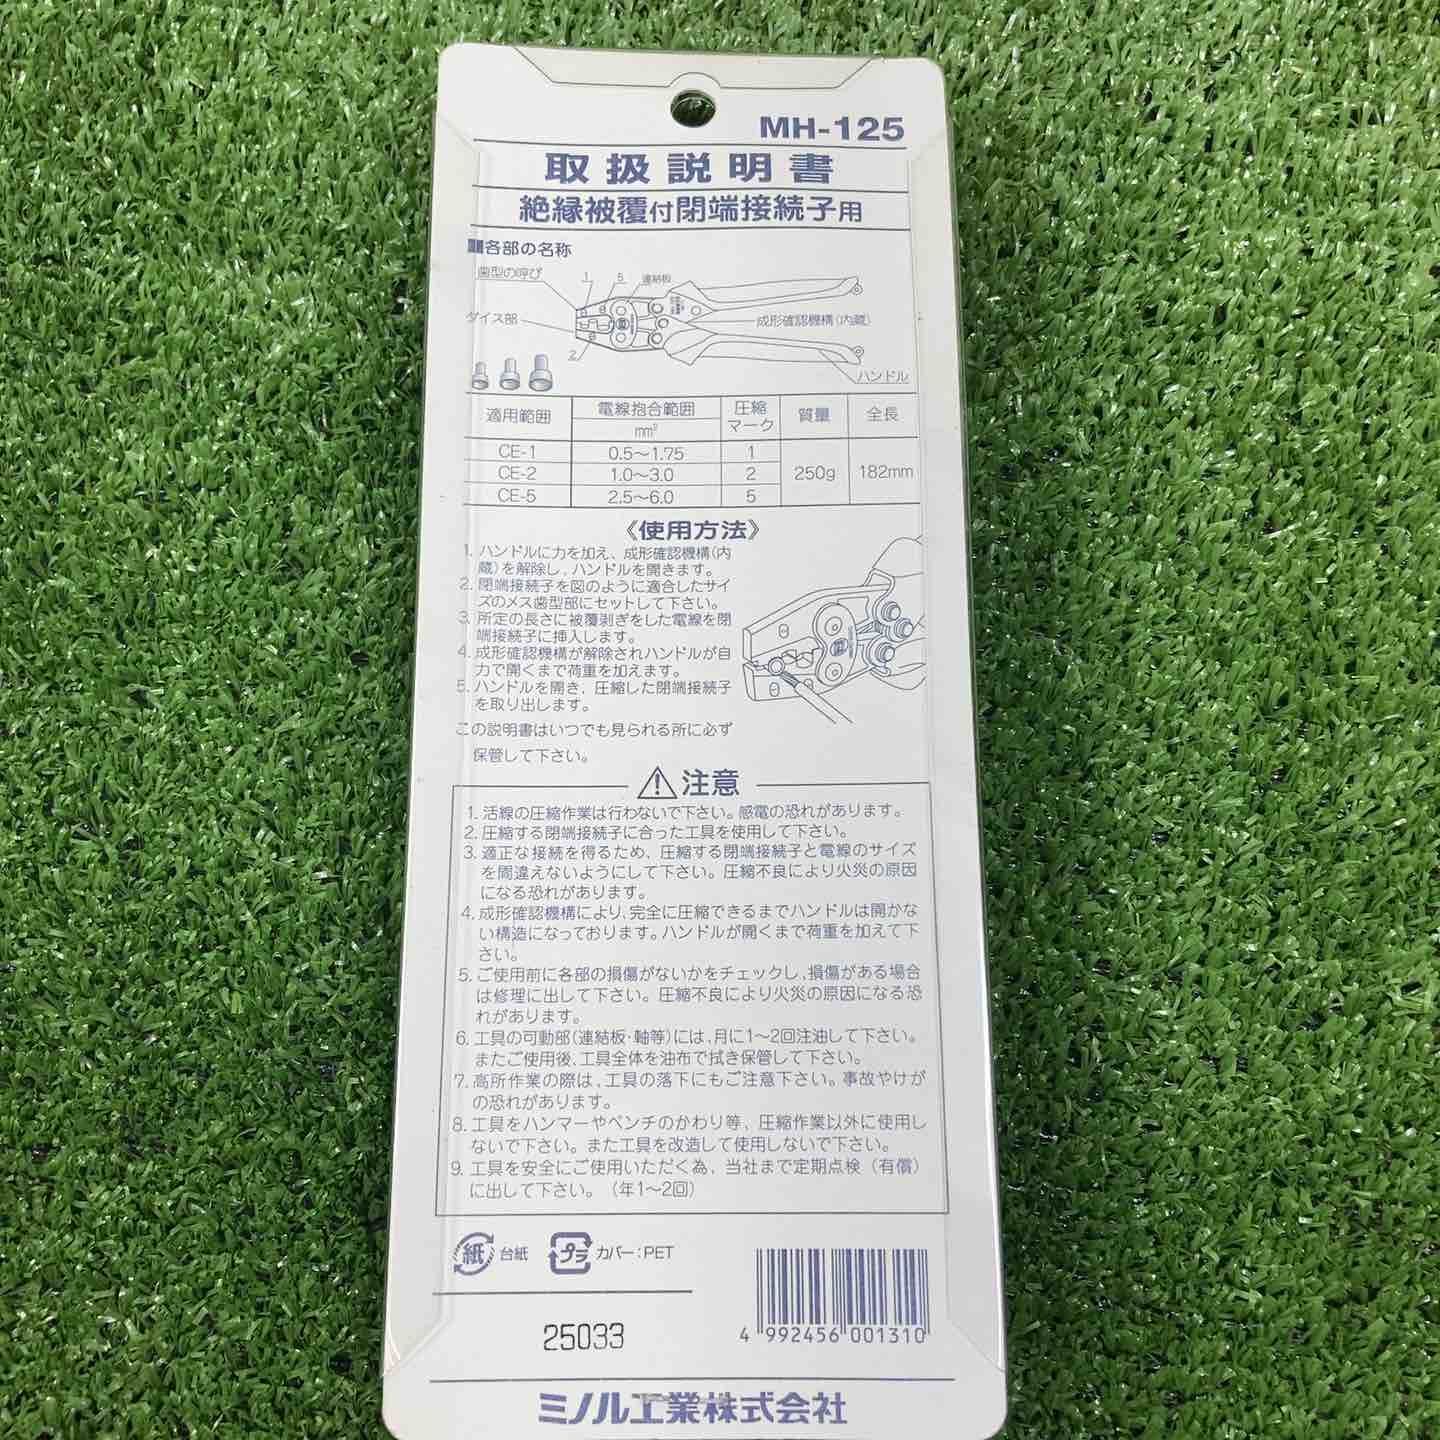 MH-125
取扱説明書
絶縁被覆付閉端接続子用
■各部の名称
歯型の呼び
1
5
連結板
ダイス部
成形確認機構(内蔵)
2
ハンドル
適用範囲 電線抱合範囲 圧縮マーク 質量 全長
mm²
CE-1 0.5〜1.75 1
CE-2 1.0〜3.0 2 250g 182mm
CE-5 2.5〜6.0 5
《使用方法》
1. ハンドルに力を加え、成形確認機構(内
蔵)を解除し、ハンドルを開きます。
2. 閉端接続子を図のように適合したサイ
ズのメス歯型部にセットして下さい。
3. 所定の長さに被覆剥ぎをした電線を閉
端接続子に挿入します。
4. 成形確認機構が解除されハンドルが自
力で開くまで荷重を加えます。
5. ハンドルを開き、圧縮した閉端接続子
を取り出します。
この説明書はいつでも見られる所に必ず
保管して下さい。
注意
1. 活線の圧縮作業は行わないで下さい。感電の恐れがあります。
2. 圧縮する閉端接続子に合った工具を使用して下さい。
3. 適正な接続を得るため、圧縮する閉端接続子と電線のサイズ
を間違えないようにして下さい。圧縮不良により火災の原因
になる恐れがあります。
4. 成形確認機構により、完全に圧縮できるまでハンドルは開かな
い構造になっております。ハンドルが開くまで荷重を加えて下
さい。
5. ご使用前に各部の損傷がないかをチェックし、損傷がある場合
は修理に出して下さい。圧縮不良により火災の原因になる恐
れがあります。
6. 工具の可動部(連結板・軸等)には、月に1〜2回注油して下さい。
またご使用後、工具全体を油布で拭き保管して下さい。
7. 高所作業の際は、工具の落下にもご注意下さい。事故やけが
の恐れがあります。
8. 工具をハンマーやペンチのかわり等、圧縮作業以外に使用し
ないで下さい。また工具を改造して使用しないで下さい。
9. 工具を安全にご使用いただく為、当社まで定期点検(有償)
に出して下さい。(年1〜2回)
紙 台紙 プラ カバー:PET
25033
4 992456 001310
ミノル工業株式会社